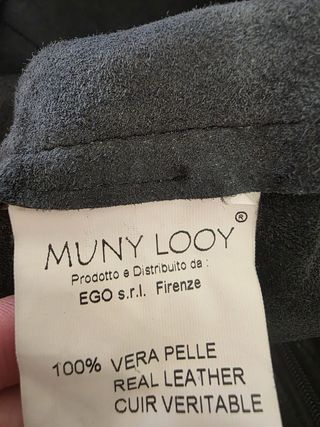 MUNY LOOY®
Prodotto e Distribuito da :
EGO s.r.l. Firenze
100% VERA PELLE
REAL LEATHER
CUIR VERITABLE